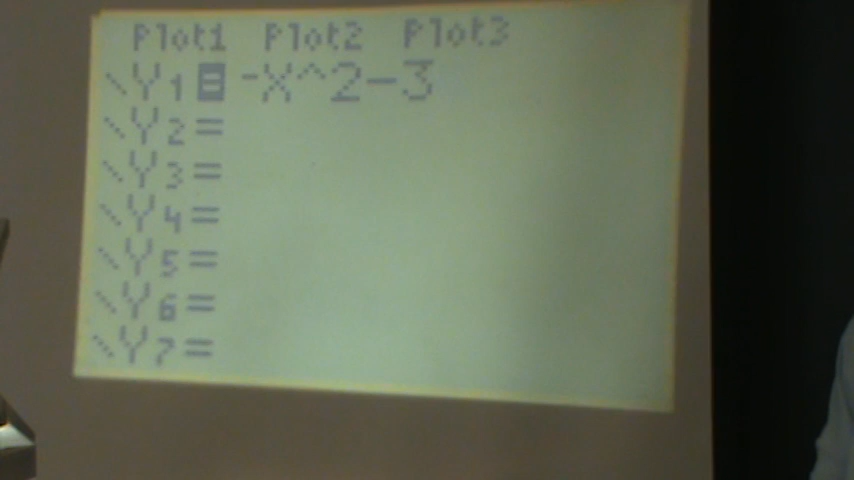 Plot1 Plot2 Plot3
\Y1=-X^2-3
\Y2=
\Y3=
\Y4=
\Y5=
\Y6=
\Y7=